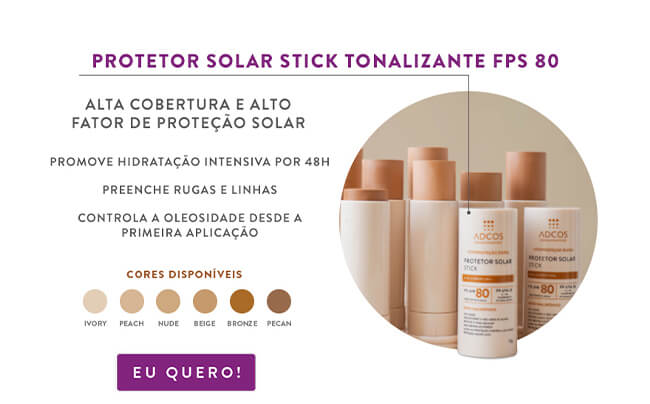 PROTETOR SOLAR STICK TONALIZANTE FPS 80
ALTA COBERTURA E ALTO
FATOR DE PROTEÇÃO SOLAR
PROMOVE HIDRATAÇÃO INTENSIVA POR 48H
PREENCHE RUGAS E LINHAS
CONTROLA A OLEOSIDADE DESDE A
PRIMEIRA APLICAÇÃO
CORES DISPONÍVEIS
IVORY PEACH NUDE BEIGE BRONZE PECAN
EU QUERO!
ADCOS
PROTETOR SOLAR
STICK
80
ADCOS
PROTETOR SOLAR
STICK
80